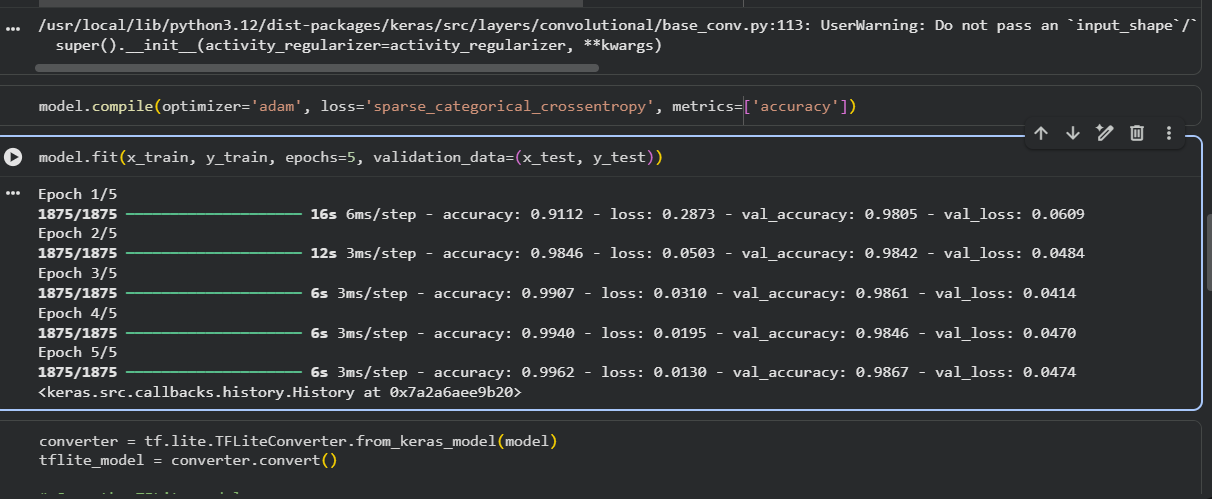 /usr/local/lib/python3.12/dist-packages/keras/src/layers/convolutional/base_conv.py:113: UserWarning: Do not pass an `input_shape`/`
super().__init__(activity_regularizer=activity_regularizer, **kwargs)
model.compile(optimizer='adam', loss='sparse_categorical_crossentropy', metrics=['accuracy'])
model.fit(x_train, y_train, epochs=5, validation_data=(x_test, y_test))
Epoch 1/5
1875/1875 ━━━━━━━━━━━━━━━━━━━━ 16s 6ms/step - accuracy: 0.9112 - loss: 0.2873 - val_accuracy: 0.9805 - val_loss: 0.0609
Epoch 2/5
1875/1875 ━━━━━━━━━━━━━━━━━━━━ 12s 3ms/step - accuracy: 0.9846 - loss: 0.0503 - val_accuracy: 0.9842 - val_loss: 0.0484
Epoch 3/5
1875/1875 ━━━━━━━━━━━━━━━━━━━━ 6s 3ms/step - accuracy: 0.9907 - loss: 0.0310 - val_accuracy: 0.9861 - val_loss: 0.0414
Epoch 4/5
1875/1875 ━━━━━━━━━━━━━━━━━━━━ 6s 3ms/step - accuracy: 0.9940 - loss: 0.0195 - val_accuracy: 0.9846 - val_loss: 0.0470
Epoch 5/5
1875/1875 ━━━━━━━━━━━━━━━━━━━━ 6s 3ms/step - accuracy: 0.9962 - loss: 0.0130 - val_accuracy: 0.9867 - val_loss: 0.0474
<keras.src.callbacks.history.History at 0x7a2a6aee9b20>
converter = tf.lite.TFLiteConverter.from_keras_model(model)
tflite_model = converter.convert()